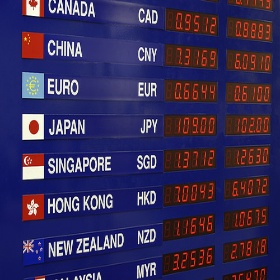 CANADA CAD 0.9512 0.8883
CHINA CNY 7.3169 6.0910
EURO EUR 0.6644 0.6100
JAPAN JPY 109.00 102.00
SINGAPORE SGD 1.3712 1.2630
HONG KONG HKD 7.0043 6.4072
NEW ZEALAND NZD 1.1646 1.0675
MYR 3.2536 2.7818